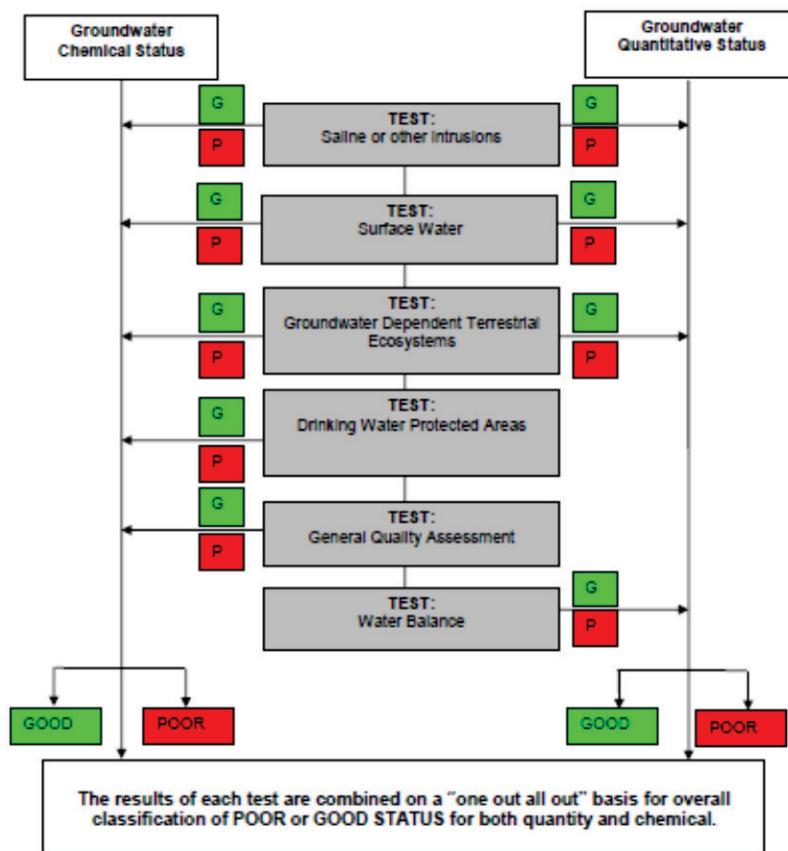 Groundwater
Chemical Status
Groundwater
Quantitative Status
G
P
TEST:
Saline or other Intrusions
G
P
G
P
TEST:
Surface Water
G
P
G
P
TEST:
Groundwater Dependent Terrestrial
Ecosystems
G
P
G
P
TEST:
Drinking Water Protected Areas
G
P
TEST:
General Quality Assessment
TEST:
Water Balance
G
P
GOOD
POOR
GOOD
POOR
The results of each test are combined on a "one out all out" basis for overall
classification of POOR or GOOD STATUS for both quantity and chemical.